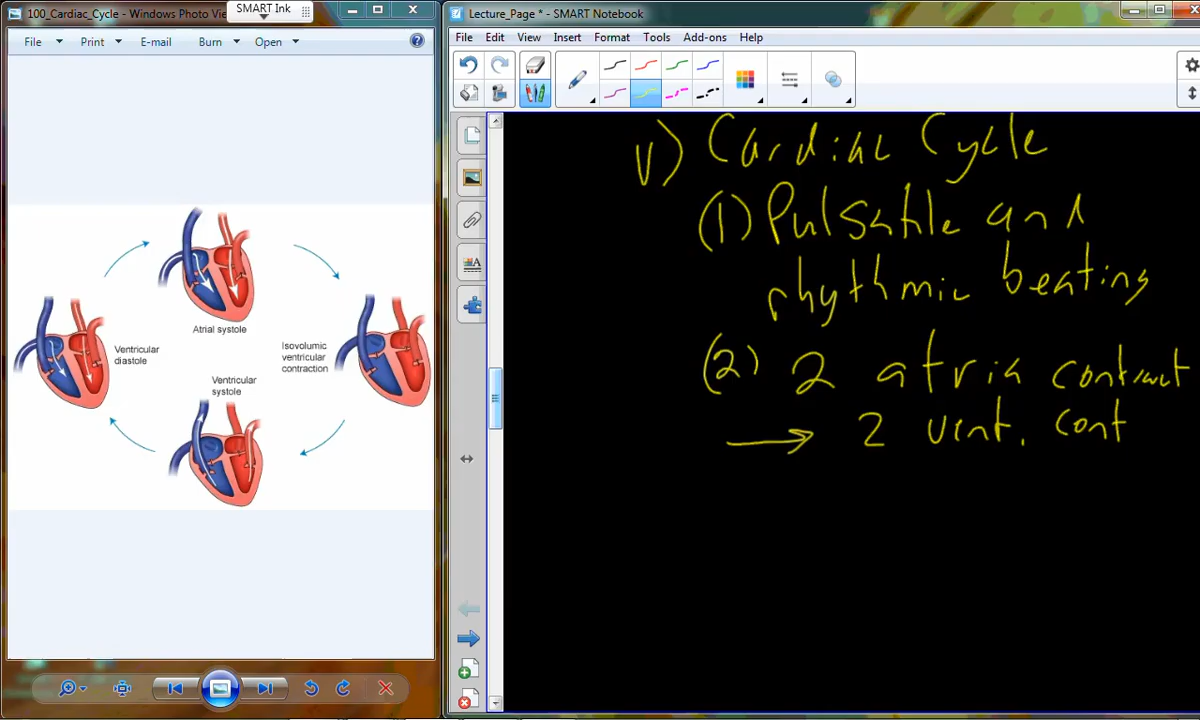 100_Cardiac_Cycle - Windows Photo Vie
SMART Ink
File Print E-mail Burn Open
Atrial systole
Ventricular
diastole
Isovolumic
ventricular
contraction
Ventricular
systole
Lecture_Page * - SMART Notebook
File Edit View Insert Format Tools Add-ons Help
V) Cardiac Cycle
(1) Pulsatile and
rhythmic beating
(2) 2 atria contract
→ 2 vent. cont